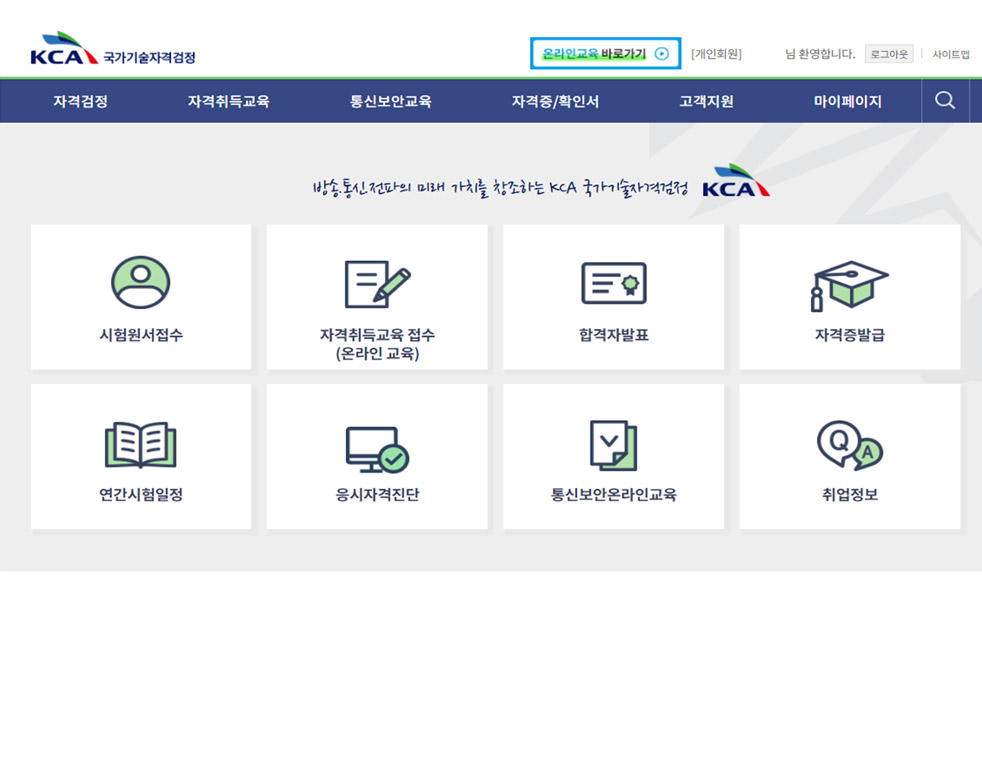 KCA 국가기술자격검정
온라인교육 바로가기
[개인회원]
님 환영합니다.
로그아웃
사이트맵
자격검정
자격취득교육
통신보안교육
자격증/확인서
고객지원
마이페이지
방송통신전파의 미래 가치를 창조하는 KCA 국가기술자격검정 KCA
시험원서접수
자격취득교육 접수
(온라인 교육)
합격자발표
자격증발급
연간시험일정
응시자격진단
통신보안온라인교육
Q
A
취업정보